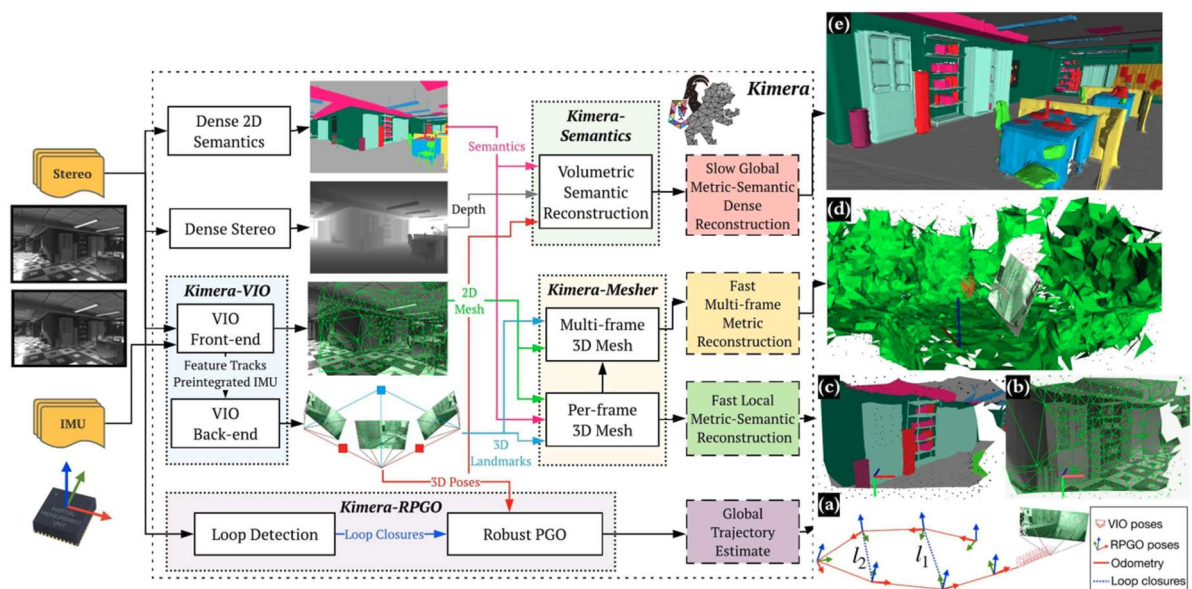 (e)
Kimera
Dense 2D
Semantics
Kimera-
Semantics
Semantics
Stereo
Volumetric
Semantic
Reconstruction
Slow Global
Metric-Semantic
Dense
Reconstruction
Dense Stereo
Depth
(d)
Kimera-VIO
2D
Mesh
Kimera-Mesher
VIO
Front-end
Multi-frame
3D Mesh
Fast
Multi-frame
Metric
Reconstruction
Feature Tracks
Preintegrated IMU
(c)
(b)
IMU
VIO
Back-end
Per-frame
3D Mesh
Fast Local
Metric-Semantic
Reconstruction
3D
Landmarks
3D Poses
Kimera-RPGO
INERTIAL
MEASUREMENT
UNIT
Loop Detection
Loop Closures
Robust PGO
Global
Trajectory
Estimate
(a)
l2
l1
VIO poses
RPGO poses
Odometry
Loop closures